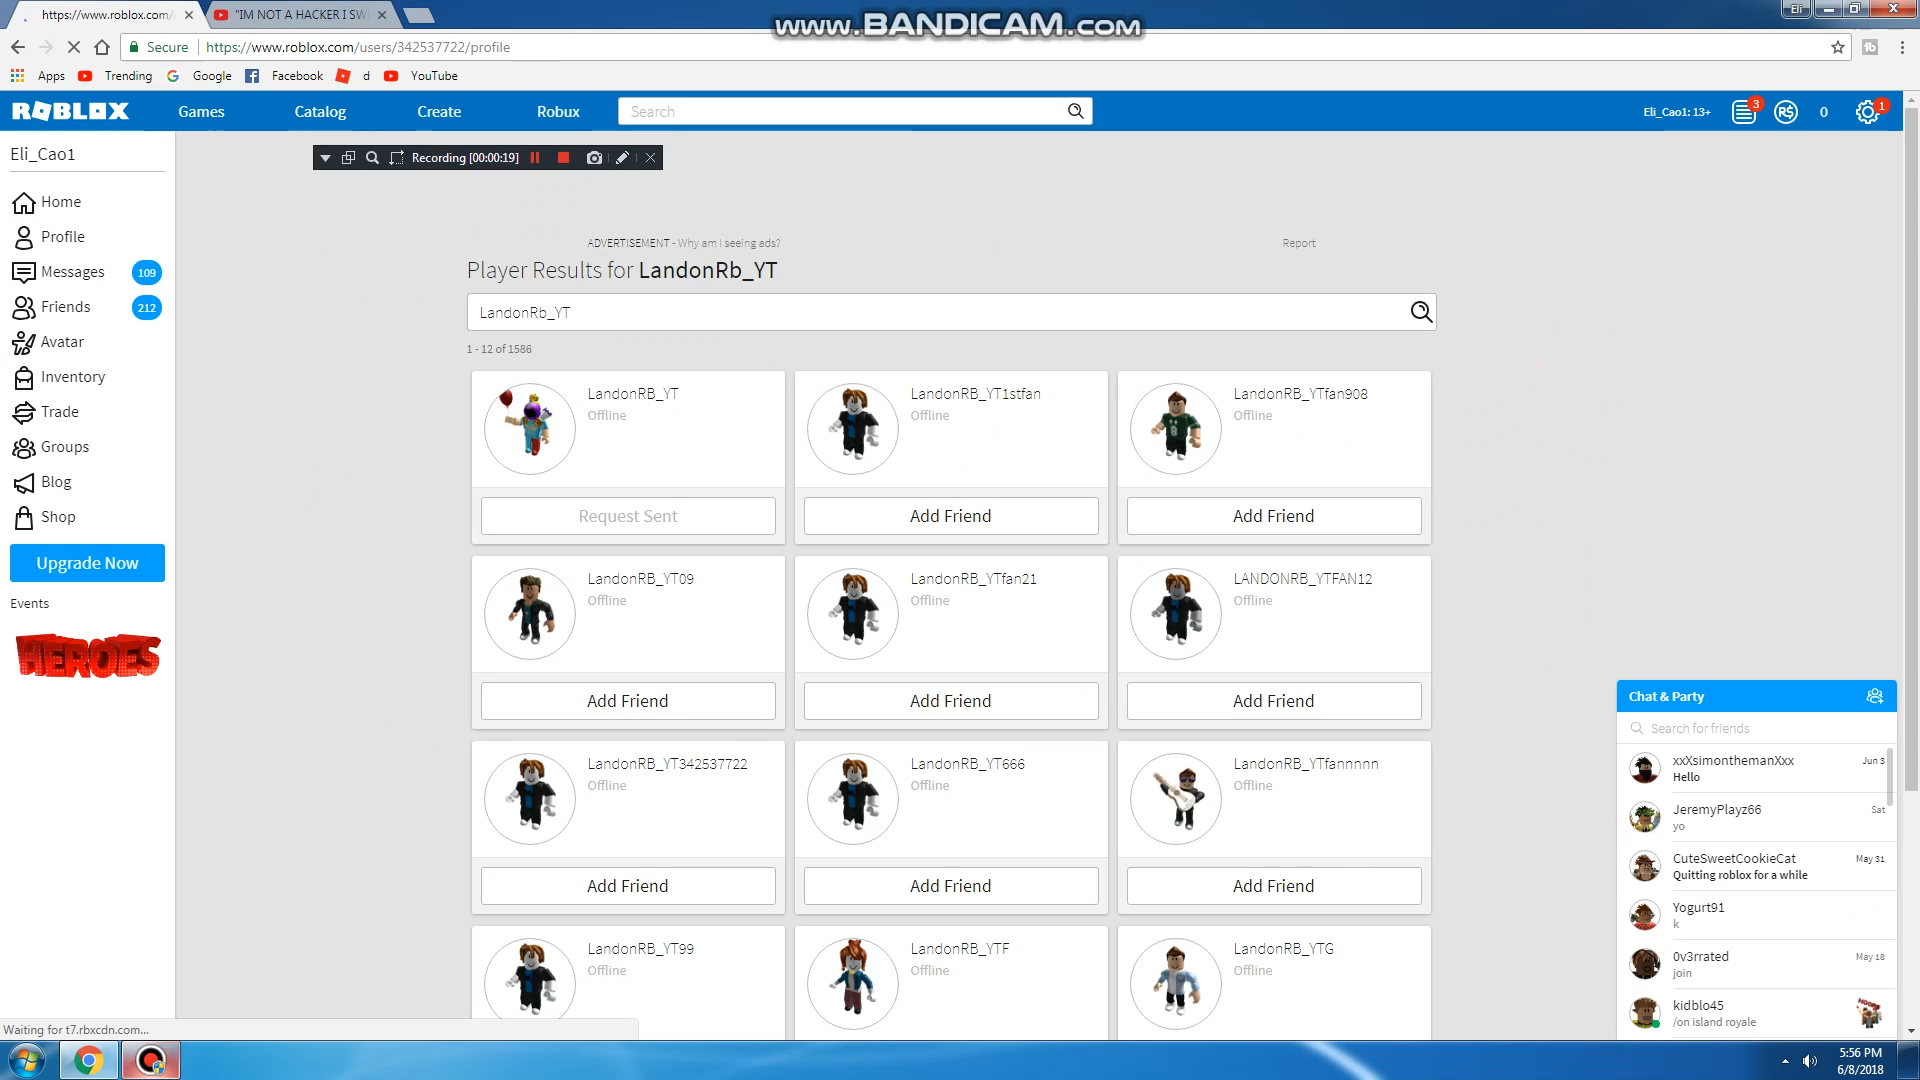 https://www.roblox.com/
"IM NOT A HACKER I SW
www.BANDICAM.com
Eli
Secure
https://www.roblox.com/users/342537722/profile
Apps
Trending
Google
Facebook
d
YouTube
ROBLOX
Games
Catalog
Create
Robux
Search
Eli_Cao1: 13+
3
R$
0
1
Eli_Cao1
Recording [00:00:19]
Home
Profile
Messages 109
Friends 212
Avatar
Inventory
Trade
Groups
Blog
Shop
Upgrade Now
Events
HEROES
ADVERTISEMENT - Why am I seeing ads?
Report
Player Results for LandonRb_YT
LandonRb_YT
1 - 12 of 1586
LandonRB_YT
Offline
Request Sent
LandonRB_YT1stfan
Offline
Add Friend
LandonRB_YTfan908
Offline
Add Friend
LandonRB_YT09
Offline
Add Friend
LandonRB_YTfan21
Offline
Add Friend
LANDONRB_YTFAN12
Offline
Add Friend
LandonRB_YT342537722
Offline
Add Friend
LandonRB_YT666
Offline
Add Friend
LandonRB_YTfannnnn
Offline
Add Friend
LandonRB_YT99
Offline
LandonRB_YTF
Offline
LandonRB_YTG
Offline
Chat & Party
Search for friends
xxXsimonthemanXxx Jun 3
Hello
JeremyPlayz66 Sat
yo
CuteSweetCookieCat May 31
Quitting roblox for a while
Yogurt91
k
0v3rrated May 18
join
kidblo45
/on island royale
Waiting for t7.rbxcdn.com...
5:56 PM
6/8/2018